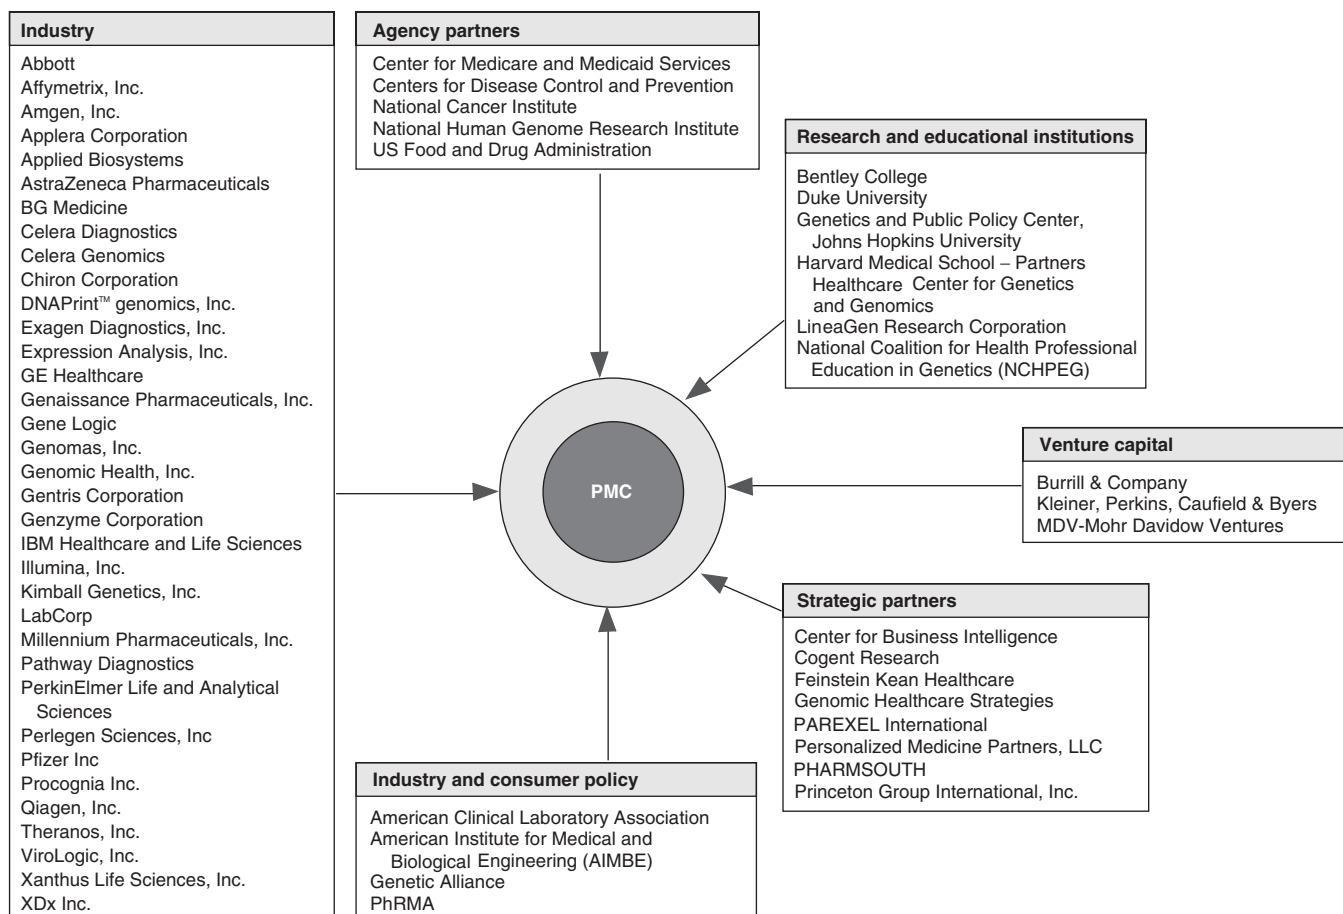 Industry
Abbott
Affymetrix, Inc.
Amgen, Inc.
Applera Corporation
Applied Biosystems
AstraZeneca Pharmaceuticals
BG Medicine
Celera Diagnostics
Celera Genomics
Chiron Corporation
DNAPrint™ genomics, Inc.
Exagen Diagnostics, Inc.
Expression Analysis, Inc.
GE Healthcare
Genaissance Pharmaceuticals, Inc.
Gene Logic
Genomas, Inc.
Genomic Health, Inc.
Gentris Corporation
Genzyme Corporation
IBM Healthcare and Life Sciences
Illumina, Inc.
Kimball Genetics, Inc.
LabCorp
Millennium Pharmaceuticals, Inc.
Pathway Diagnostics
PerkinElmer Life and Analytical
Sciences
Perlegen Sciences, Inc
Pfizer Inc
Procognia Inc.
Qiagen, Inc.
Theranos, Inc.
ViroLogic, Inc.
Xanthus Life Sciences, Inc.
XDx Inc.
Agency partners
Center for Medicare and Medicaid Services
Centers for Disease Control and Prevention
National Cancer Institute
National Human Genome Research Institute
US Food and Drug Administration
Research and educational institutions
Bentley College
Duke University
Genetics and Public Policy Center,
Johns Hopkins University
Harvard Medical School – Partners
Healthcare Center for Genetics
and Genomics
LineaGen Research Corporation
National Coalition for Health Professional
Education in Genetics (NCHPEG)
PMC
Venture capital
Burrill & Company
Kleiner, Perkins, Caufield & Byers
MDV-Mohr Davidow Ventures
Strategic partners
Center for Business Intelligence
Cogent Research
Feinstein Kean Healthcare
Genomic Healthcare Strategies
PAREXEL International
Personalized Medicine Partners, LLC
PHARMSOUTH
Princeton Group International, Inc.
Industry and consumer policy
American Clinical Laboratory Association
American Institute for Medical and
Biological Engineering (AIMBE)
Genetic Alliance
PhRMA